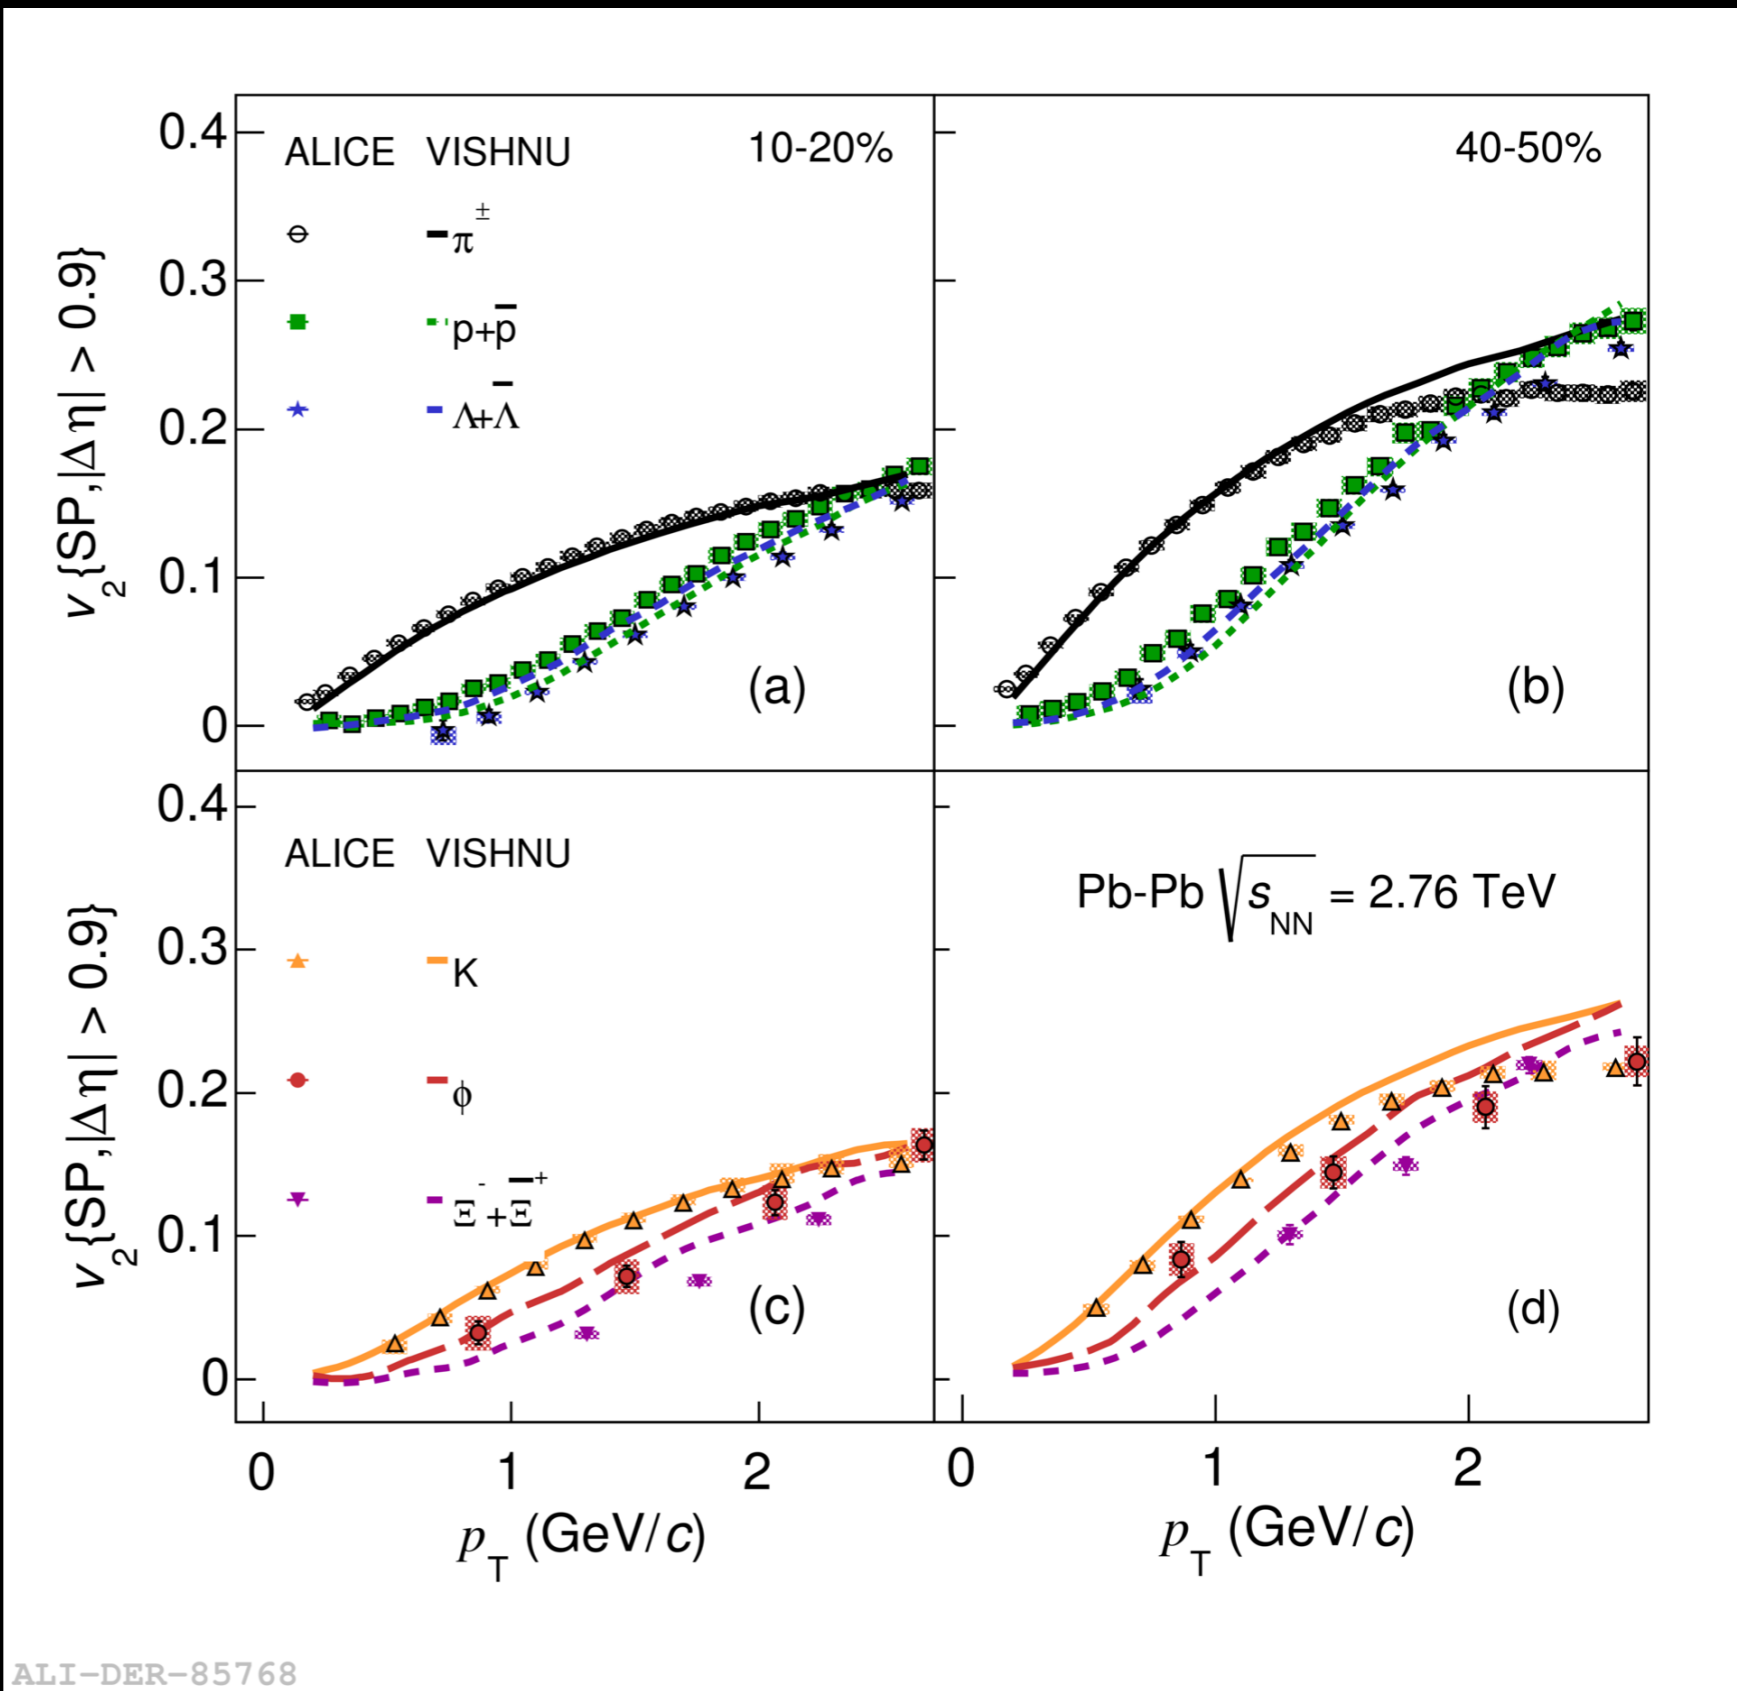 ALICE VISHNU 10-20% 40-50%
π±
p+p̅
Λ+Λ̅
0.4
0.3
0.2
0.1
0
v2{SP,|Δη| > 0.9}
(a) (b)
ALICE VISHNU
Pb-Pb √sNN = 2.76 TeV
K
ϕ
Ξ-+Ξ̅+
0.4
0.3
0.2
0.1
0
v2{SP,|Δη| > 0.9}
(c) (d)
0 1 2 0 1 2
pT (GeV/c) pT (GeV/c)
ALI-DER-85768